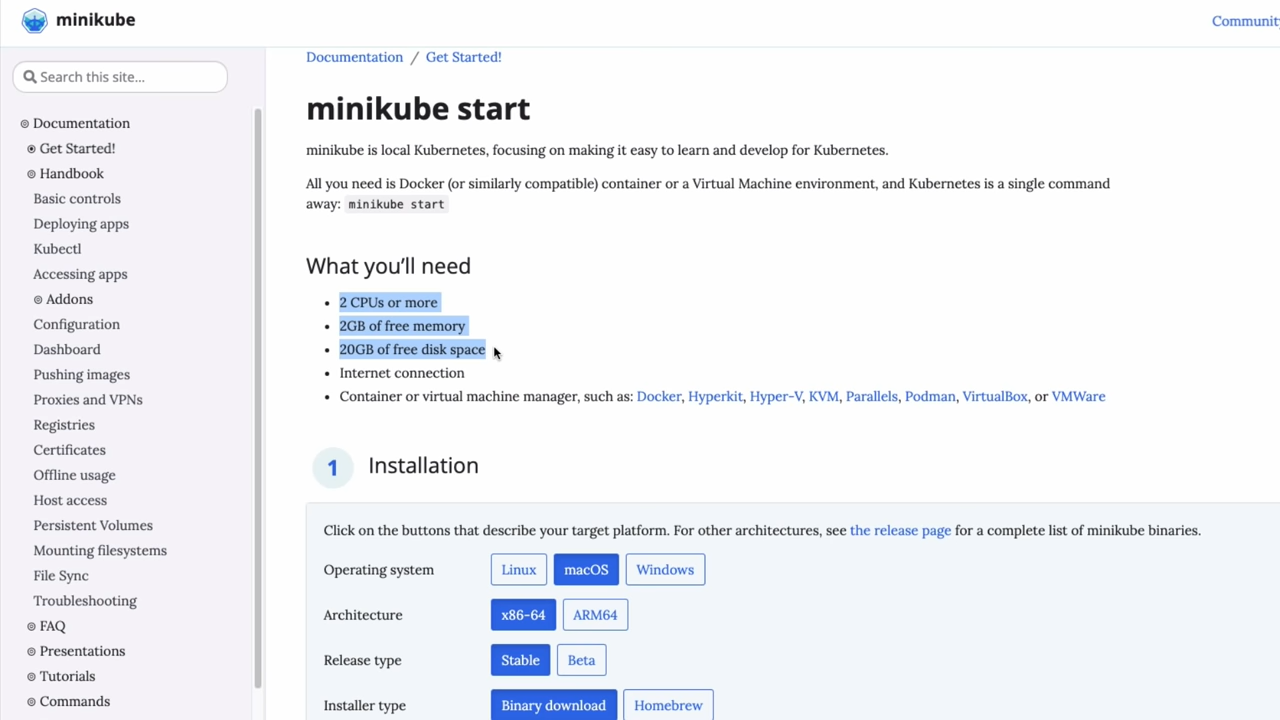 minikube
Community
Search this site...
Documentation
Get Started!
Handbook
Basic controls
Deploying apps
Kubectl
Accessing apps
Addons
Configuration
Dashboard
Pushing images
Proxies and VPNs
Registries
Certificates
Offline usage
Host access
Persistent Volumes
Mounting filesystems
File Sync
Troubleshooting
FAQ
Presentations
Tutorials
Commands
Documentation / Get Started!
minikube start
minikube is local Kubernetes, focusing on making it easy to learn and develop for Kubernetes.
All you need is Docker (or similarly compatible) container or a Virtual Machine environment, and Kubernetes is a single command
away: minikube start
What you’ll need
• 2 CPUs or more
• 2GB of free memory
• 20GB of free disk space
• Internet connection
• Container or virtual machine manager, such as: Docker, Hyperkit, Hyper-V, KVM, Parallels, Podman, VirtualBox, or VMWare
1 Installation
Click on the buttons that describe your target platform. For other architectures, see the release page for a complete list of minikube binaries.
Operating system Linux macOS Windows
Architecture x86-64 ARM64
Release type Stable Beta
Installer type Binary download Homebrew